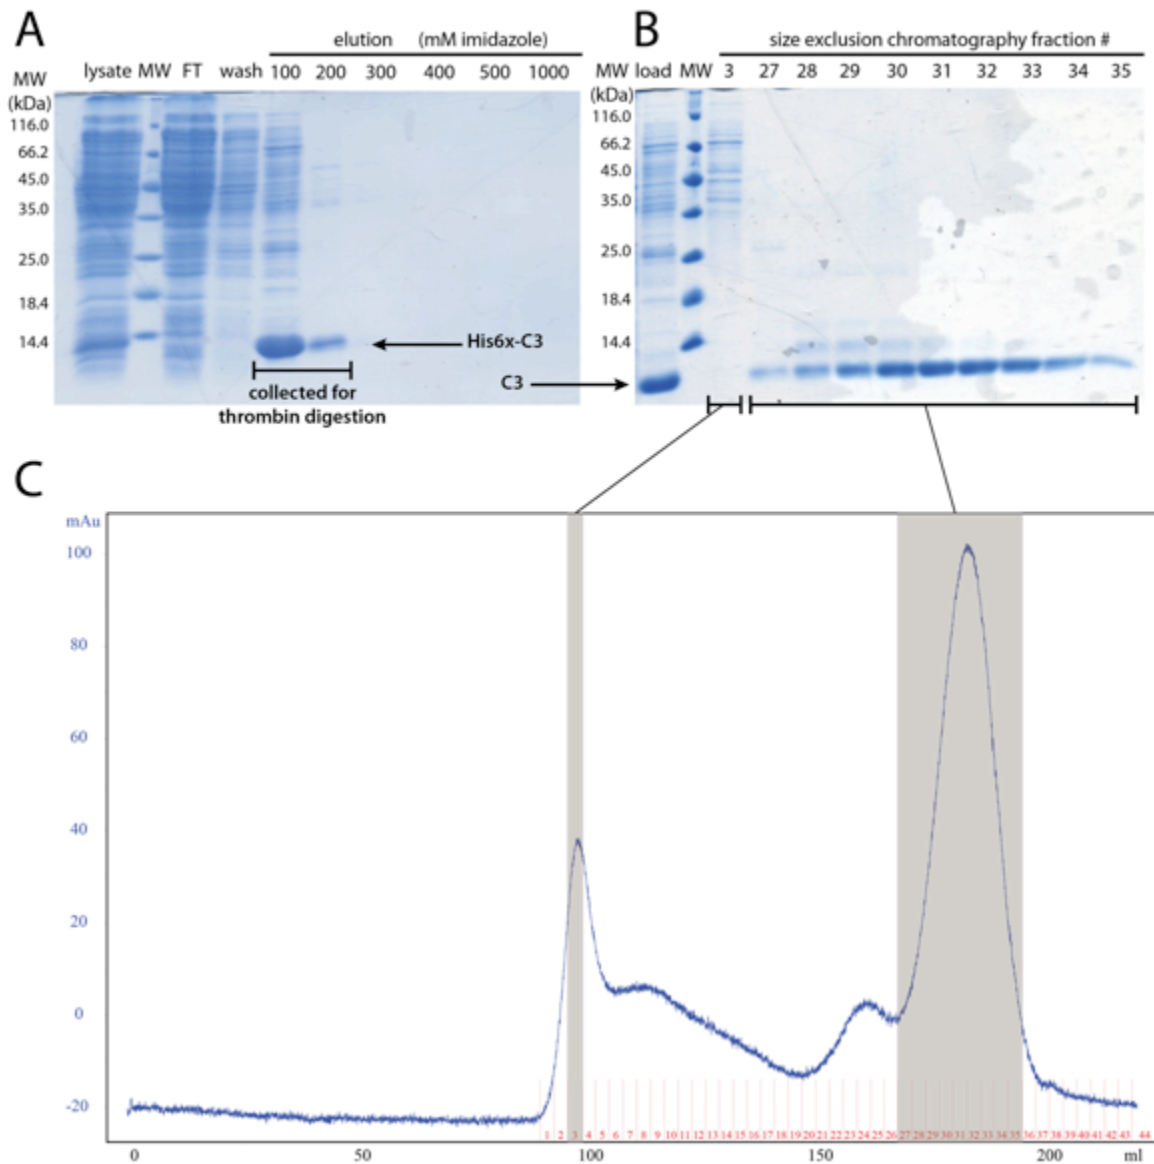 A
elution (mM imidazole)
MW (kDa) lysate MW FT wash 100 200 300 400 500 1000
116.0
66.2
45.0
35.0
25.0
18.4
14.4
His6x-C3
collected for
thrombin digestion
B
size exclusion chromatography fraction #
MW (kDa) load MW 3 27 28 29 30 31 32 33 34 35
116.0
66.2
45.0
35.0
25.0
18.4
14.4
C3
C
mAu
100
80
60
40
20
0
-20
1 2 3 4 5 6 7 8 9 10 11 12 13 14 15 16 17 18 19 20 21 22 23 24 25 26 27 28 29 30 31 32 33 34 35 36 37 38 39 40 41 42 43 44
0 50 100 150 200 ml